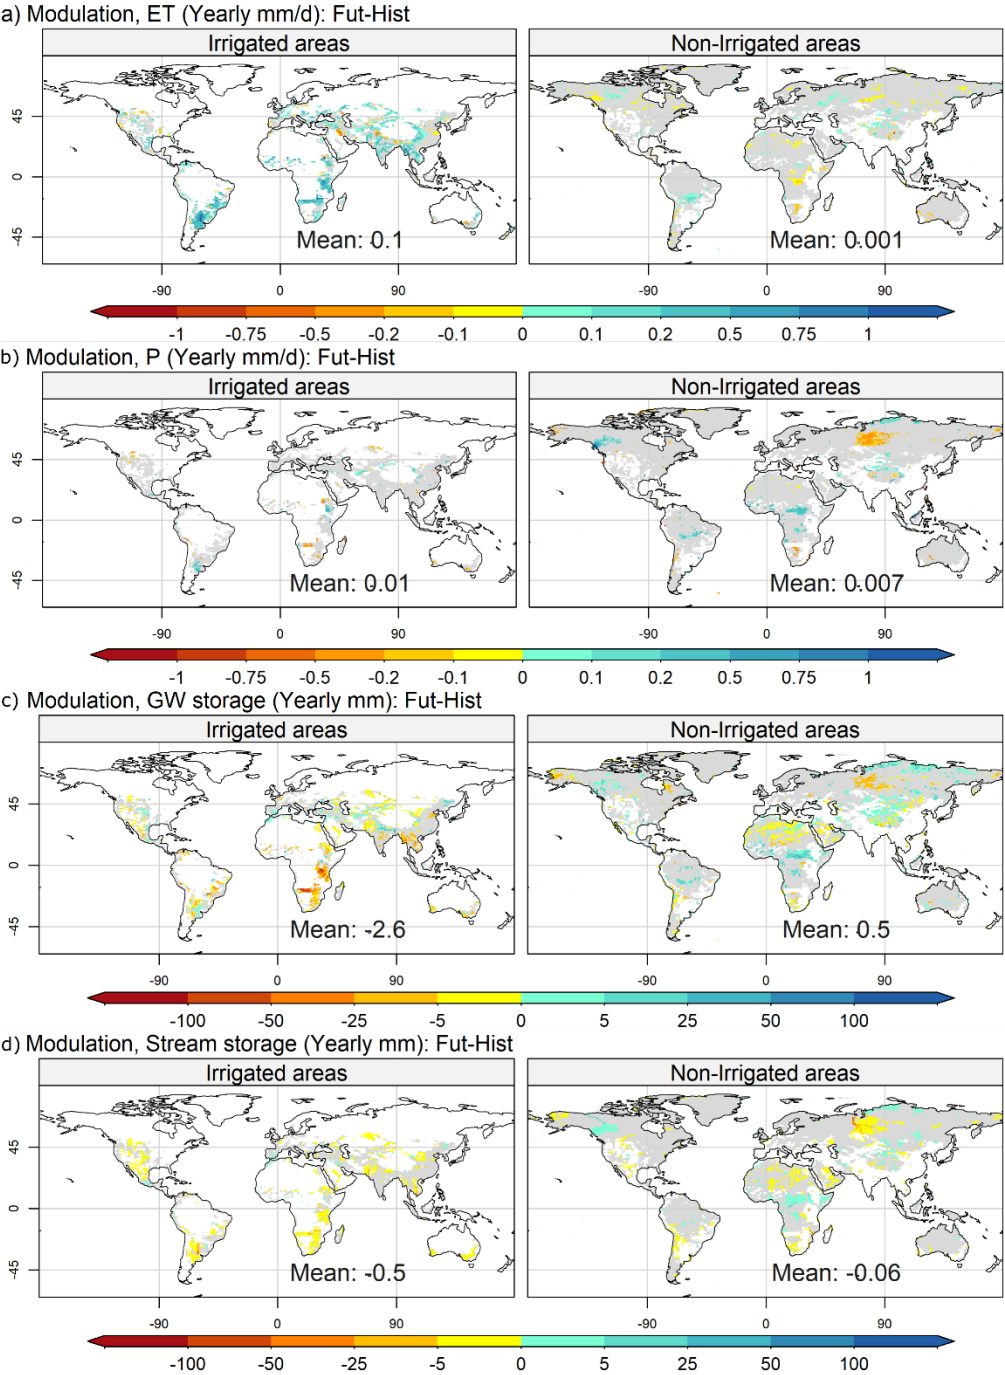 a) Modulation, ET (Yearly mm/d): Fut-Hist
Irrigated areas Non-Irrigated areas
45
0
-45
Mean: 0.1 Mean: 0.001
-90 0 90 -90 0 90
-1 -0.75 -0.5 -0.2 -0.1 0 0.1 0.2 0.5 0.75 1
b) Modulation, P (Yearly mm/d): Fut-Hist
Irrigated areas Non-Irrigated areas
45
0
-45
Mean: 0.01 Mean: 0.007
-90 0 90 -90 0 90
-1 -0.75 -0.5 -0.2 -0.1 0 0.1 0.2 0.5 0.75 1
c) Modulation, GW storage (Yearly mm): Fut-Hist
Irrigated areas Non-Irrigated areas
45
0
-45
Mean: -2.6 Mean: 0.5
-90 0 90 -90 0 90
-100 -50 -25 -5 0 5 25 50 100
d) Modulation, Stream storage (Yearly mm): Fut-Hist
Irrigated areas Non-Irrigated areas
45
0
-45
Mean: -0.5 Mean: -0.06
-90 0 90 -90 0 90
-100 -50 -25 -5 0 5 25 50 100